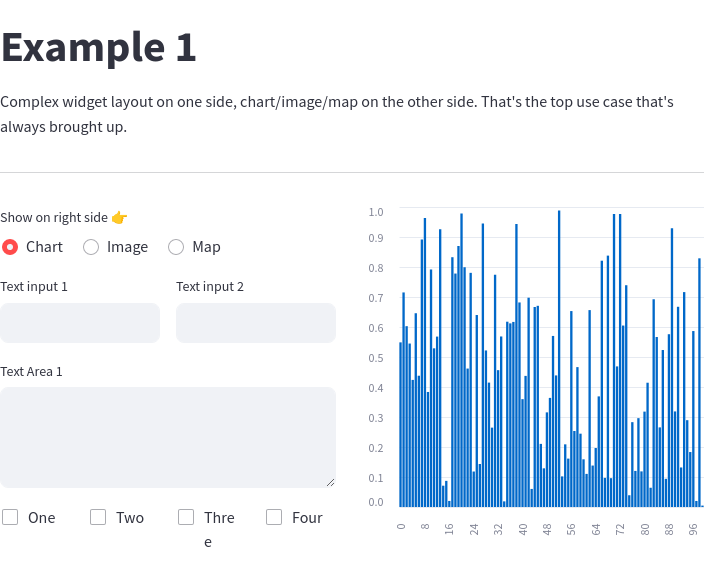 Example 1
Complex widget layout on one side, chart/image/map on the other side. That's the top use case that's
always brought up.
Show on right side 👉
Chart Image Map
Text input 1 Text input 2
Text Area 1
One Two Thre Four
e
1.0
0.9
0.8
0.7
0.6
0.5
0.4
0.3
0.2
0.1
0.0
0 8 16 24 32 40 48 56 64 72 80 88 96